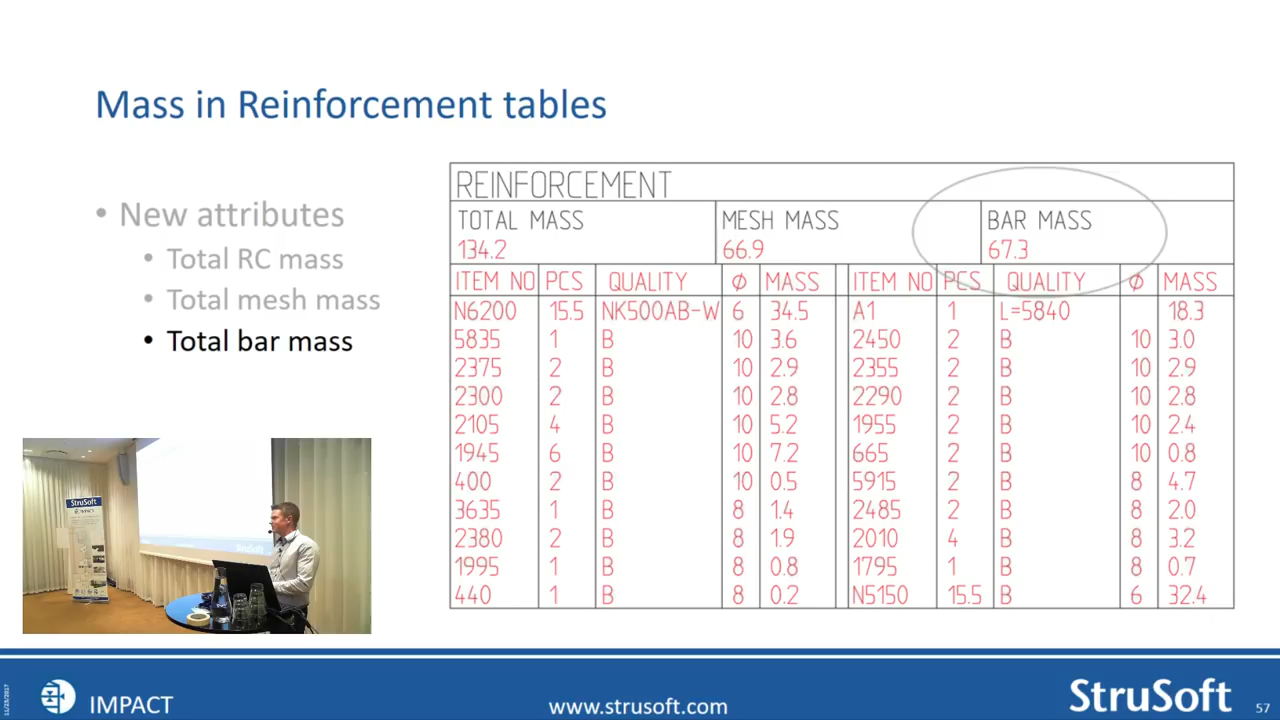 Mass in Reinforcement tables
• New attributes
• Total RC mass
• Total mesh mass
• Total bar mass
REINFORCEMENT
TOTAL MASS MESH MASS BAR MASS
134.2 66.9 67.3
ITEM NO PCS QUALITY Ø MASS ITEM NO PCS QUALITY Ø MASS
N6200 15.5 NK500AB-W 6 34.5 A1 1 L=5840 18.3
5835 1 B 10 3.6 2450 2 B 10 3.0
2375 2 B 10 2.9 2355 2 B 10 2.9
2300 2 B 10 2.8 2290 2 B 10 2.8
2105 4 B 10 5.2 1955 2 B 10 2.4
1945 6 B 10 7.2 665 2 B 10 0.8
400 2 B 10 0.5 5915 2 B 8 4.7
3635 1 B 8 1.4 2485 2 B 8 2.0
2380 2 B 8 1.9 2010 4 B 8 3.2
1995 1 B 8 0.8 1795 1 B 8 0.7
440 1 B 8 0.2 N5150 15.5 B 6 32.4
StruSoft
StruSoft
11/23/2017
IMPACT
www.strusoft.com
StruSoft
57